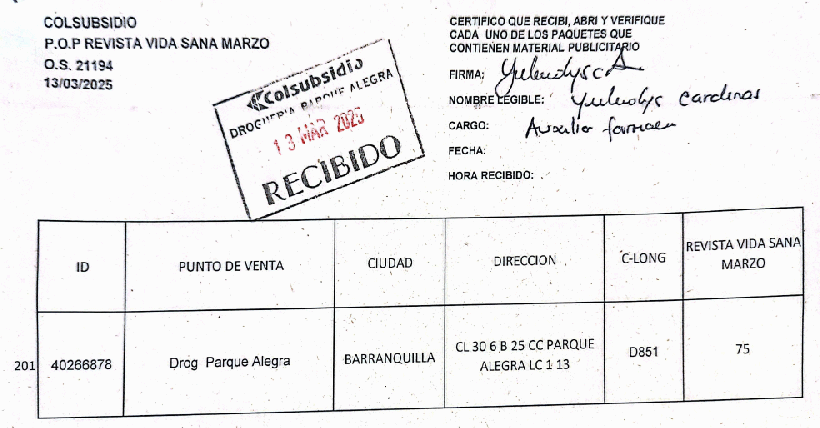 COLSUBSIDIO
P.O.P REVISTA VIDA SANA MARZO
O.S. 21194
13/03/2025
Colsubsidio
DROGUERIA PARQUE ALEGRA
13 MAR 2025
RECIBIDO
CERTIFICO QUE RECIBI, ABRI Y VERIFIQUE
CADA UNO DE LOS PAQUETES QUE
CONTIENEN MATERIAL PUBLICITARIO
FIRMA:
NOMBRE LEGIBLE: cardenas
CARGO:
FECHA:
HORA RECIBIDO:
ID PUNTO DE VENTA CIUDAD DIRECCION C-LONG REVISTA VIDA SANA
MARZO
201 40266878 Drog Parque Alegra BARRANQUILLA CL 30 6 B 25 CC PARQUE D851 75
ALEGRA LC 1 13